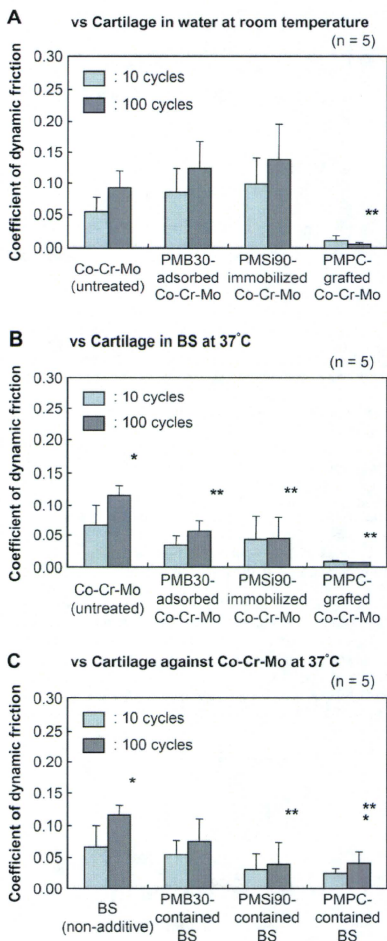 A
vs Cartilage in water at room temperature
(n = 5)
Coefficient of dynamic friction
0.30
0.25
0.20
0.15
0.10
0.05
0.00
: 10 cycles
: 100 cycles
**
Co-Cr-Mo
(untreated)
PMB30-
adsorbed
Co-Cr-Mo
PMSi90-
immobilized
Co-Cr-Mo
PMPC-
grafted
Co-Cr-Mo
B
vs Cartilage in BS at 37°C
(n = 5)
Coefficient of dynamic friction
0.30
0.25
0.20
0.15
0.10
0.05
0.00
: 10 cycles
: 100 cycles
*
**
**
**
Co-Cr-Mo
(untreated)
PMB30-
adsorbed
Co-Cr-Mo
PMSi90-
immobilized
Co-Cr-Mo
PMPC-
grafted
Co-Cr-Mo
C
vs Cartilage against Co-Cr-Mo at 37°C
(n = 5)
Coefficient of dynamic friction
0.30
0.25
0.20
0.15
0.10
0.05
0.00
: 10 cycles
: 100 cycles
*
**
**
*
BS
(non-additive)
PMB30-
contained
BS
PMSi90-
contained
BS
PMPC-
contained
BS